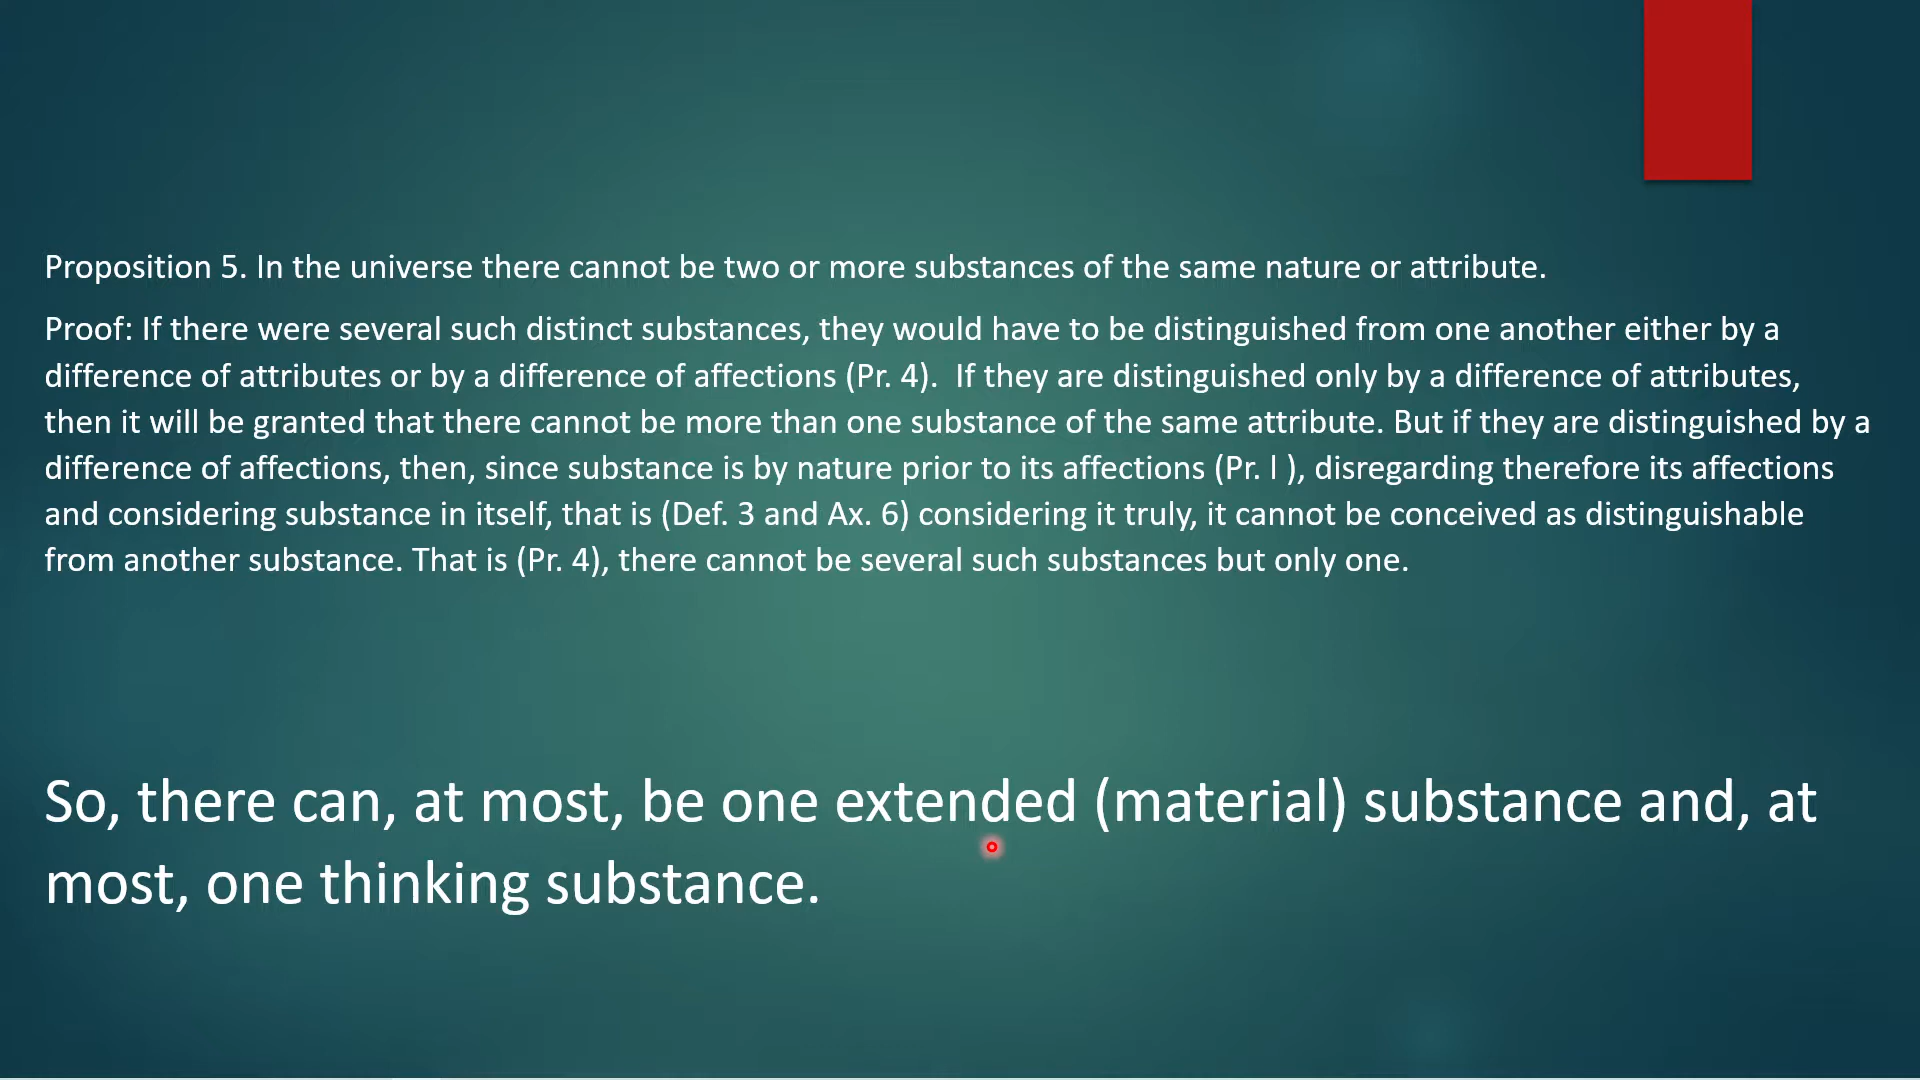 Proposition 5. In the universe there cannot be two or more substances of the same nature or attribute.
Proof: If there were several such distinct substances, they would have to be distinguished from one another either by a
difference of attributes or by a difference of affections (Pr. 4).  If they are distinguished only by a difference of attributes,
then it will be granted that there cannot be more than one substance of the same attribute. But if they are distinguished by a
difference of affections, then, since substance is by nature prior to its affections (Pr. l ), disregarding therefore its affections
and considering substance in itself, that is (Def. 3 and Ax. 6) considering it truly, it cannot be conceived as distinguishable
from another substance. That is (Pr. 4), there cannot be several such substances but only one.
So, there can, at most, be one extended (material) substance and, at
most, one thinking substance.